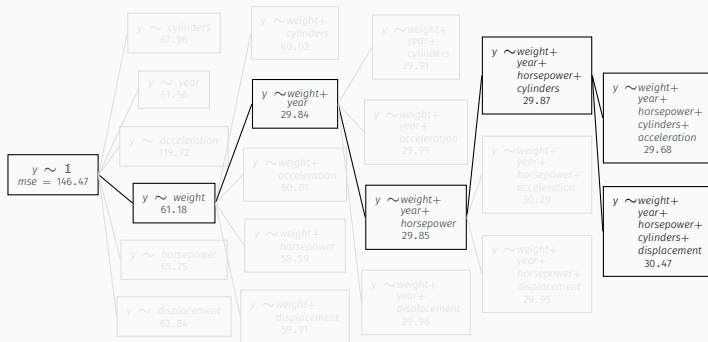 y ∼ 1
mse = 146.47
y ∼ cylinders
67.96
y ∼ year
61.56
y ∼ acceleration
119.72
y ∼ weight
61.18
y ∼ horsepower
65.75
y ∼ displacement
63.84
y ∼weight+
cylinders
60.02
y ∼weight+
year
29.84
y ∼weight+
acceleration
60.01
y ∼weight+
horsepower
58.59
y ∼weight+
displacement
59.91
y ∼weight+
year+
cylinders
29.91
y ∼weight+
year+
acceleration
29.99
y ∼weight+
year+
horsepower
29.85
y ∼weight+
year+
displacement
29.96
y ∼weight+
year+
horsepower+
cylinders
29.87
y ∼weight+
year+
horsepower+
acceleration
30.29
y ∼weight+
year+
horsepower+
displacement
29.95
y ∼weight+
year+
horsepower+
cylinders+
acceleration
29.68
y ∼weight+
year+
horsepower+
cylinders+
displacement
30.47